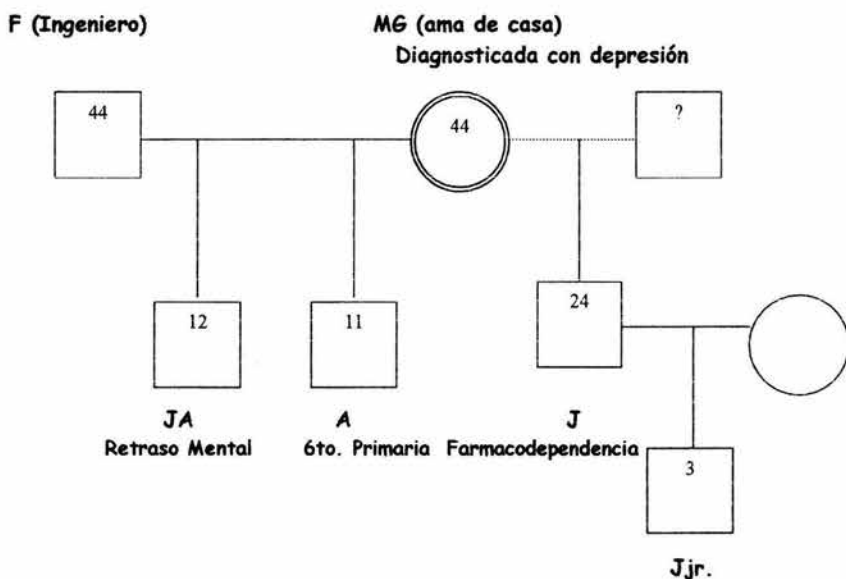 F (Ingeniero) MG (ama de casa)
Diagnosticada con depresión
44 44 ?
12 11 24
JA A J
Retraso Mental 6to. Primaria Farmacodependencia
3
Jjr.